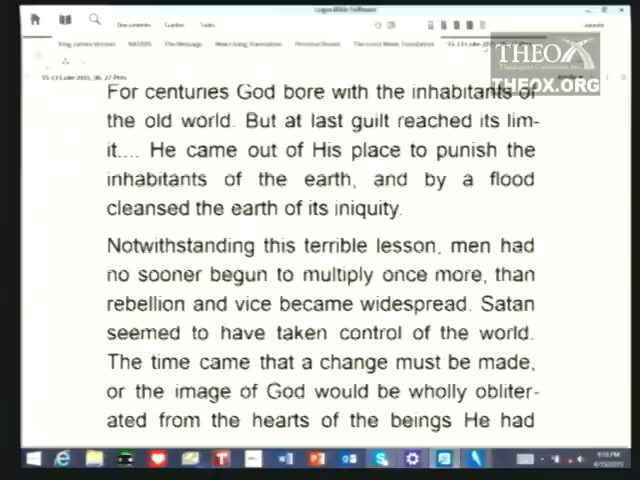 Logos Bible Software
Documents Guides Tools Layouts
King James Version NASB95 The Message New Living Translation The Good News Translation
THEOX
THEOX.ORG
For centuries God bore with the inhabitants of
the old world. But at last guilt reached its lim-
it.... He came out of His place to punish the
inhabitants of the earth, and by a flood
cleansed the earth of its iniquity.
Notwithstanding this terrible lesson, men had
no sooner begun to multiply once more, than
rebellion and vice became widespread. Satan
seemed to have taken control of the world.
The time came that a change must be made,
or the image of God would be wholly obliter-
ated from the hearts of the beings He had